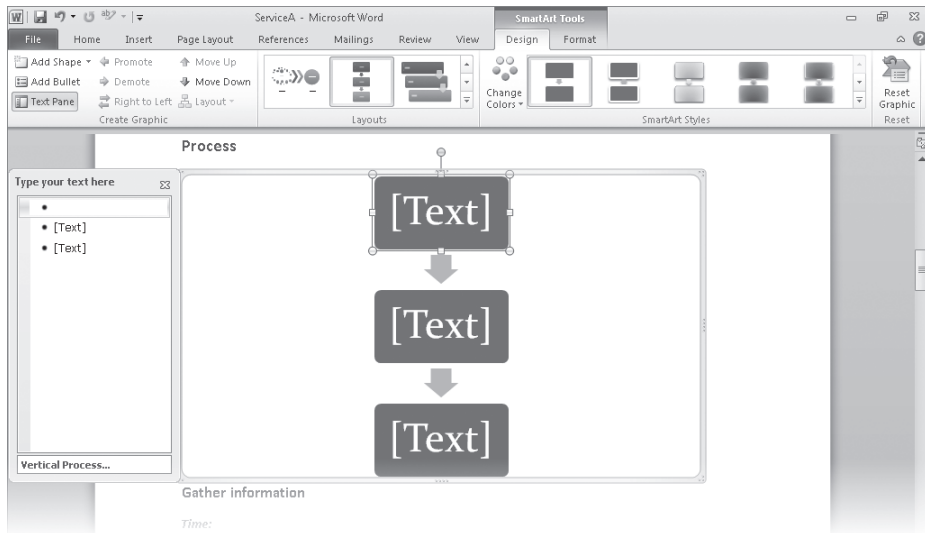 ServiceA - Microsoft Word
SmartArt Tools
File Home Insert Page Layout References Mailings Review View Design Format
Add Shape Promote Move Up
Add Bullet Demote Move Down
Text Pane Right to Left Layout
Create Graphic
Layouts
Change
Colors
SmartArt Styles
Reset
Graphic
Reset
Process
Type your text here
•
• [Text]
• [Text]
Vertical Process...
[Text]
[Text]
[Text]
Gather information
Time: